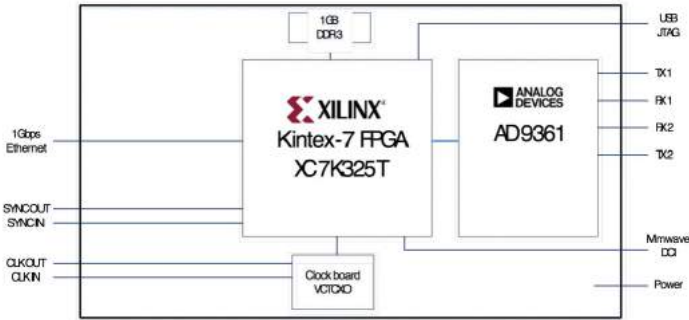 1GB
DDR3
USB
JTAG
XILINX
Kintex-7 FPGA
XC7K325T
ANALOG
DEVICES
AD9361
TX1
RX1
RX2
TX2
1Gbps
Ethernet
SYNCOUT
SYNCIN
CLKOUT
CLKIN
Clock board
VCTCXO
Mmwave
DCI
Power